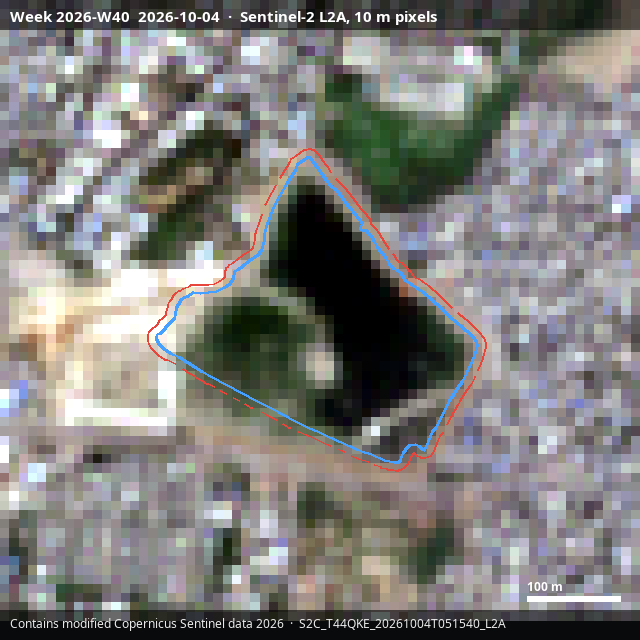 Week 2026-W40  2026-10-04  ·  Sentinel-2 L2A, 10 m pixels
100 m
Contains modified Copernicus Sentinel data 2026  ·  S2C_T44QKE_20261004T051540_L2A